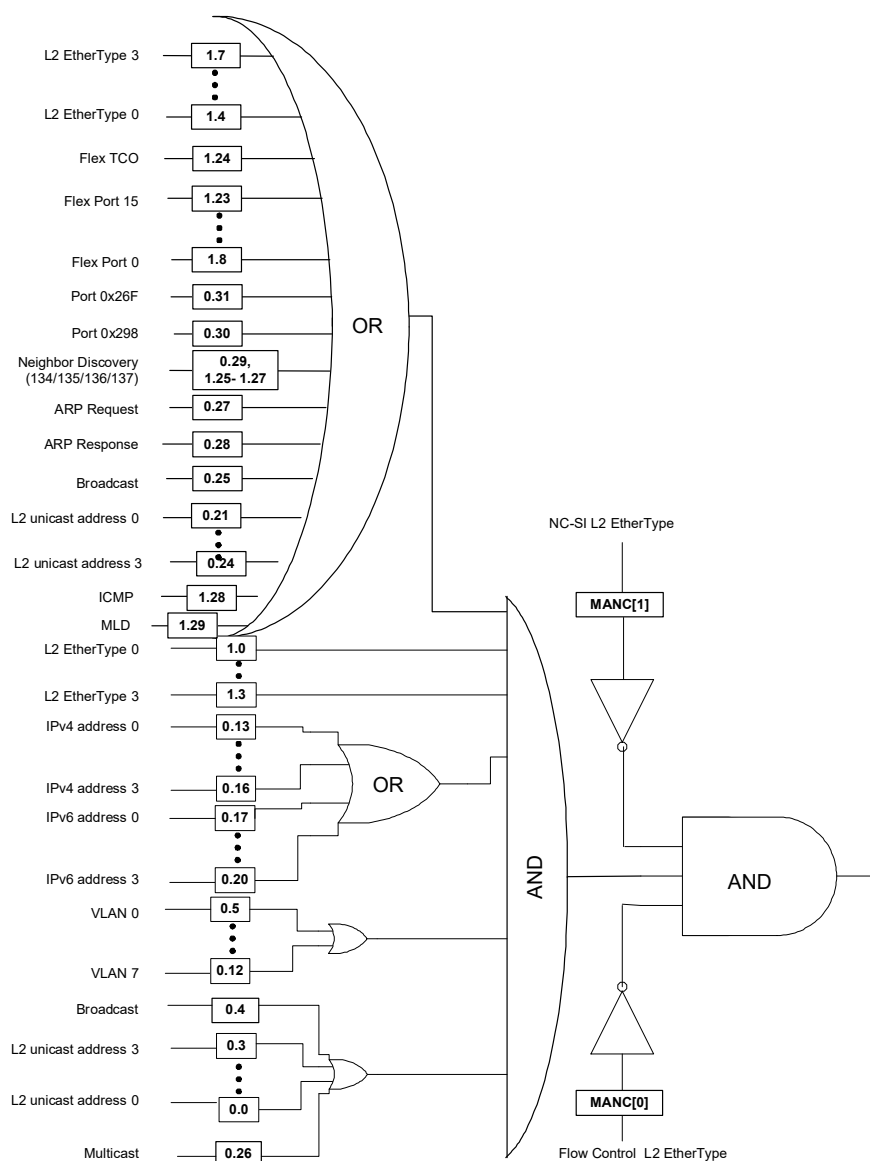 L2 EtherType 3 1.7
L2 EtherType 0 1.4
Flex TCO 1.24
Flex Port 15 1.23
Flex Port 0 1.8
Port 0x26F 0.31
OR
Port 0x298 0.30
Neighbor Discovery 0.29,
(134/135/136/137) 1.25- 1.27
ARP Request 0.27
ARP Response 0.28
Broadcast 0.25
L2 unicast address 0 0.21
NC-SI L2 EtherType
L2 unicast address 3 0.24
ICMP 1.28
MANC[1]
MLD 1.29
L2 EtherType 0 1.0
L2 EtherType 3 1.3
IPv4 address 0 0.13
OR
IPv4 address 3 0.16
IPv6 address 0 0.17
IPv6 address 3 0.20
AND
AND
VLAN 0 0.5
VLAN 7 0.12
Broadcast 0.4
L2 unicast address 3 0.3
L2 unicast address 0 0.0
MANC[0]
Multicast 0.26
Flow Control L2 EtherType